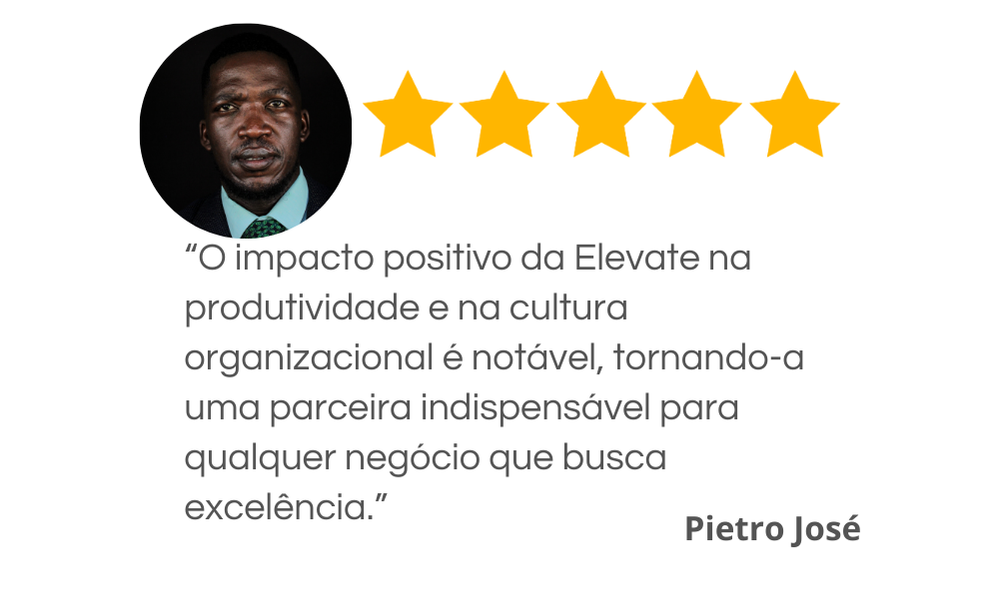 “O impacto positivo da Elevate na
produtividade e na cultura
organizacional é notável, tornando-a
uma parceira indispensável para
qualquer negócio que busca
excelência.”
Pietro José